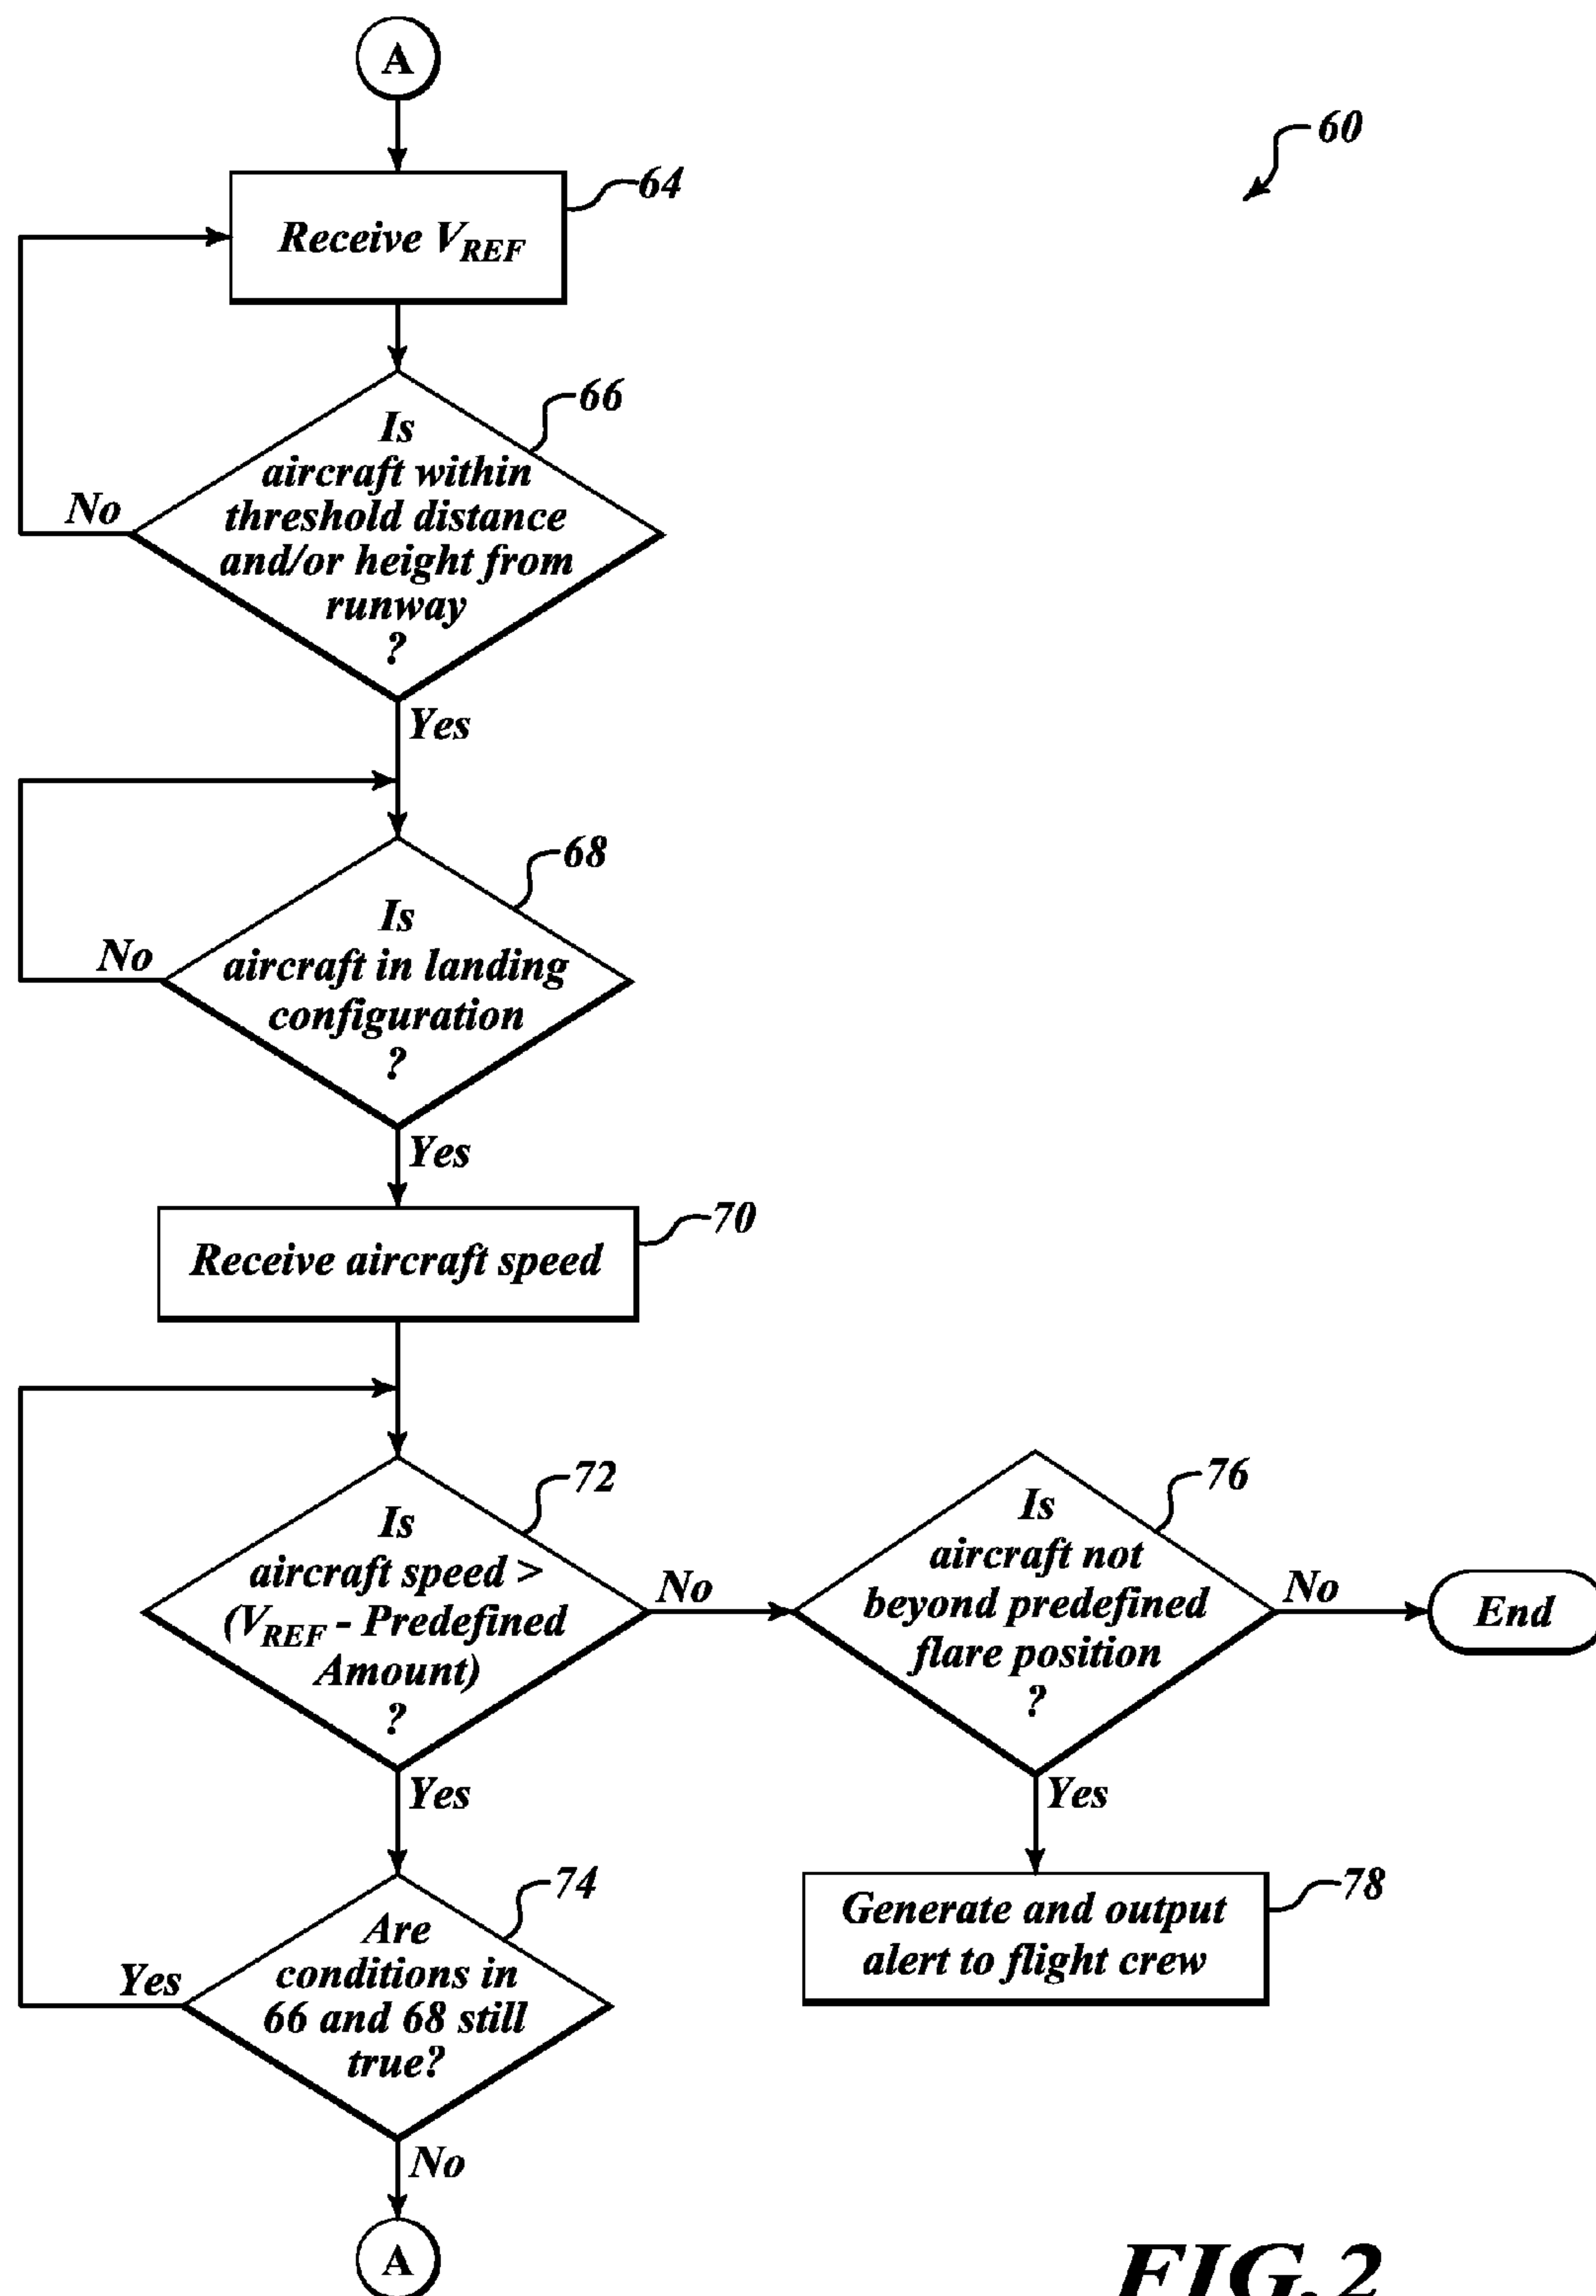 A
60
64
Receive VREF
66
Is
aircraft within
threshold distance
and/or height from
runway
?
No
Yes
68
Is
aircraft in landing
configuration
?
No
Yes
70
Receive aircraft speed
72
Is
aircraft speed >
(VREF - Predefined
Amount)
?
No
Yes
76
Is
aircraft not
beyond predefined
flare position
?
No
End
Yes
74
Are
conditions in
66 and 68 still
true?
Yes
No
78
Generate and output
alert to flight crew
A
FIG. 2